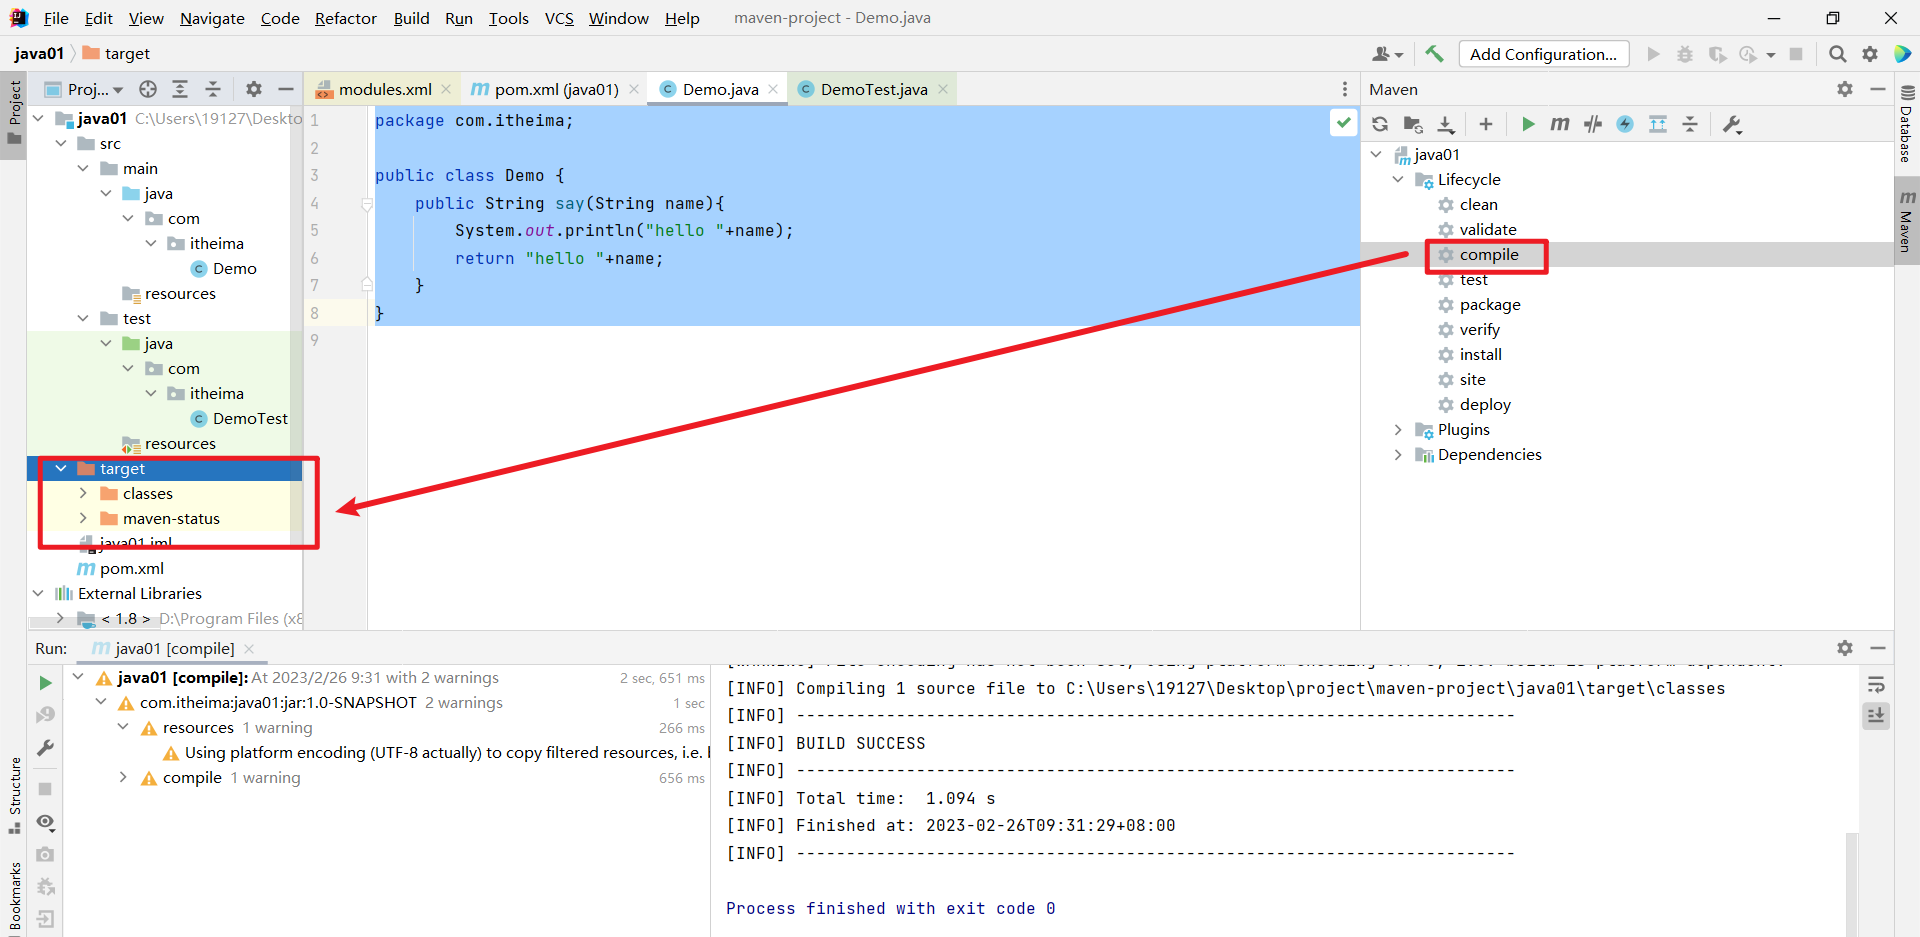 File Edit View Navigate Code Refactor Build Run Tools VCS Window Help maven-project - Demo.java
java01 target Add Configuration...
Project
Proj...
modules.xml pom.xml (java01) Demo.java DemoTest.java
Maven
java01 C:\Users\19127\Deskto
src
main
java
com
itheima
Demo
resources
test
java
com
itheima
DemoTest
resources
target
classes
maven-status
java01.iml
pom.xml
External Libraries
< 1.8 > D:\Program Files (x8
1 package com.itheima;
2
3 public class Demo {
4 public String say(String name){
5 System.out.println("hello "+name);
6 return "hello "+name;
7 }
8 }
9
java01
Lifecycle
clean
validate
compile
test
package
verify
install
site
deploy
Plugins
Dependencies
Database
Maven
Run: java01 [compile]
java01 [compile]: At 2023/2/26 9:31 with 2 warnings 2 sec, 651 ms
com.itheima:java01:jar:1.0-SNAPSHOT 2 warnings 1 sec
resources 1 warning 266 ms
Using platform encoding (UTF-8 actually) to copy filtered resources, i.e.
compile 1 warning 656 ms
[INFO] Compiling 1 source file to C:\Users\19127\Desktop\project\maven-project\java01\target\classes
[INFO] ------------------------------------------------------------------------
[INFO] BUILD SUCCESS
[INFO] ------------------------------------------------------------------------
[INFO] Total time:  1.094 s
[INFO] Finished at: 2023-02-26T09:31:29+08:00
[INFO] ------------------------------------------------------------------------
Process finished with exit code 0
Structure
Bookmarks